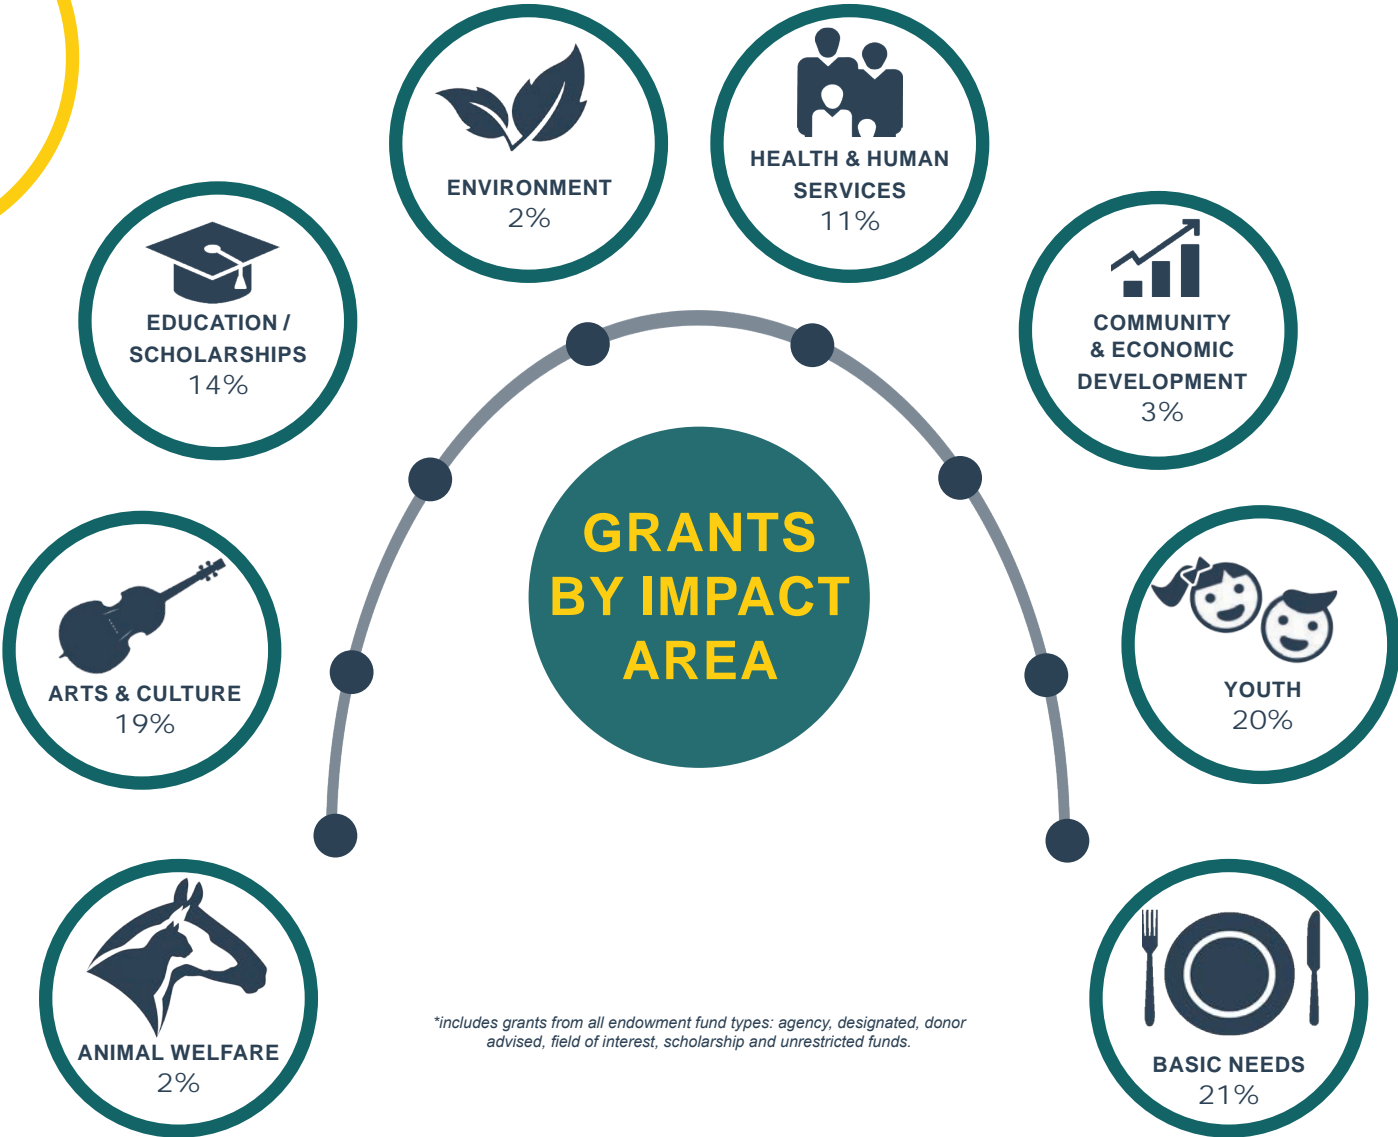 ENVIRONMENT
2%
HEALTH & HUMAN
SERVICES
11%
EDUCATION /
SCHOLARSHIPS
14%
COMMUNITY
& ECONOMIC
DEVELOPMENT
3%
GRANTS
BY IMPACT
AREA
ARTS & CULTURE
19%
YOUTH
20%
ANIMAL WELFARE
2%
*includes grants from all endowment fund types: agency, designated, donor
advised, field of interest, scholarship and unrestricted funds.
BASIC NEEDS
21%